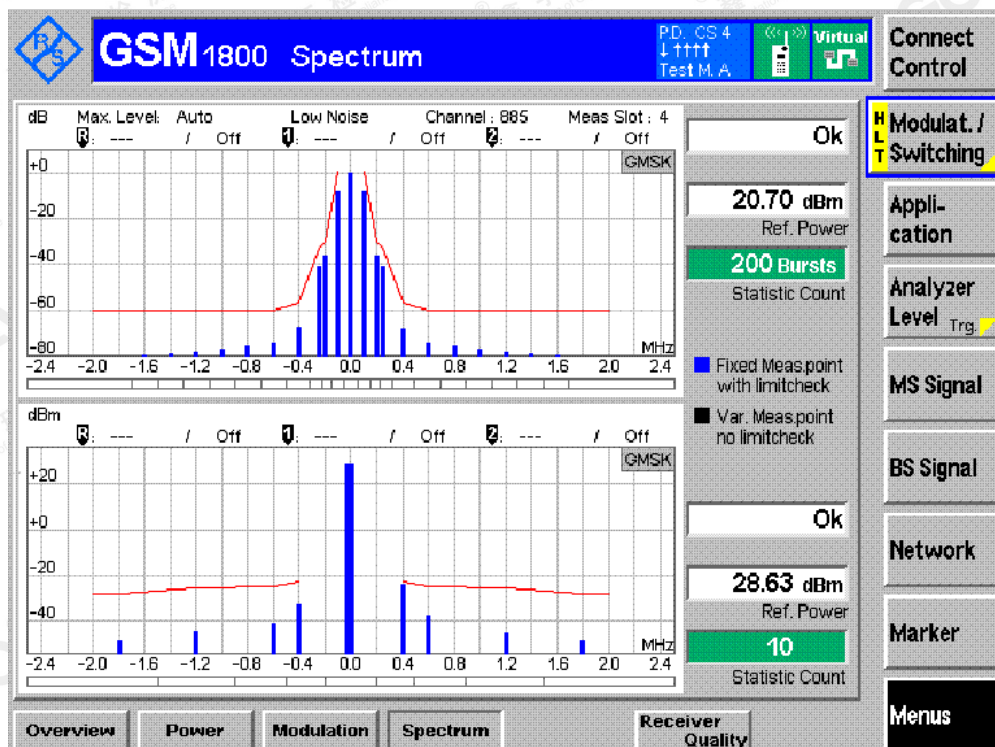 R/S
GSM 1800 Spectrum
P.D. CS 4
↓ ↑↑↑↑
Test M. A
Virtual
Connect Control
dB Max. Level: Auto Low Noise Channel : 885 Meas Slot : 4
R: --- / Off 1: --- / Off 2: --- / Off
GMSK
+0
-20
-40
-60
-80
MHz
-2.4 -2.0 -1.6 -1.2 -0.8 -0.4 0.0 0.4 0.8 1.2 1.6 2.0 2.4
Ok
20.70 dBm
Ref. Power
200 Bursts
Statistic Count
Fixed Meas.point
with limitcheck
Var. Meas.point
no limitcheck
dBm
R: --- / Off 1: --- / Off 2: --- / Off
GMSK
+20
+0
-20
-40
MHz
-2.4 -2.0 -1.6 -1.2 -0.8 -0.4 0.0 0.4 0.8 1.2 1.6 2.0 2.4
Ok
28.63 dBm
Ref. Power
10
Statistic Count
HLT
Modulat. /
Switching
Appli-
cation
Analyzer
Level Trg.
MS Signal
BS Signal
Network
Marker
Menus
Overview
Power
Modulation
Spectrum
Receiver
Quality